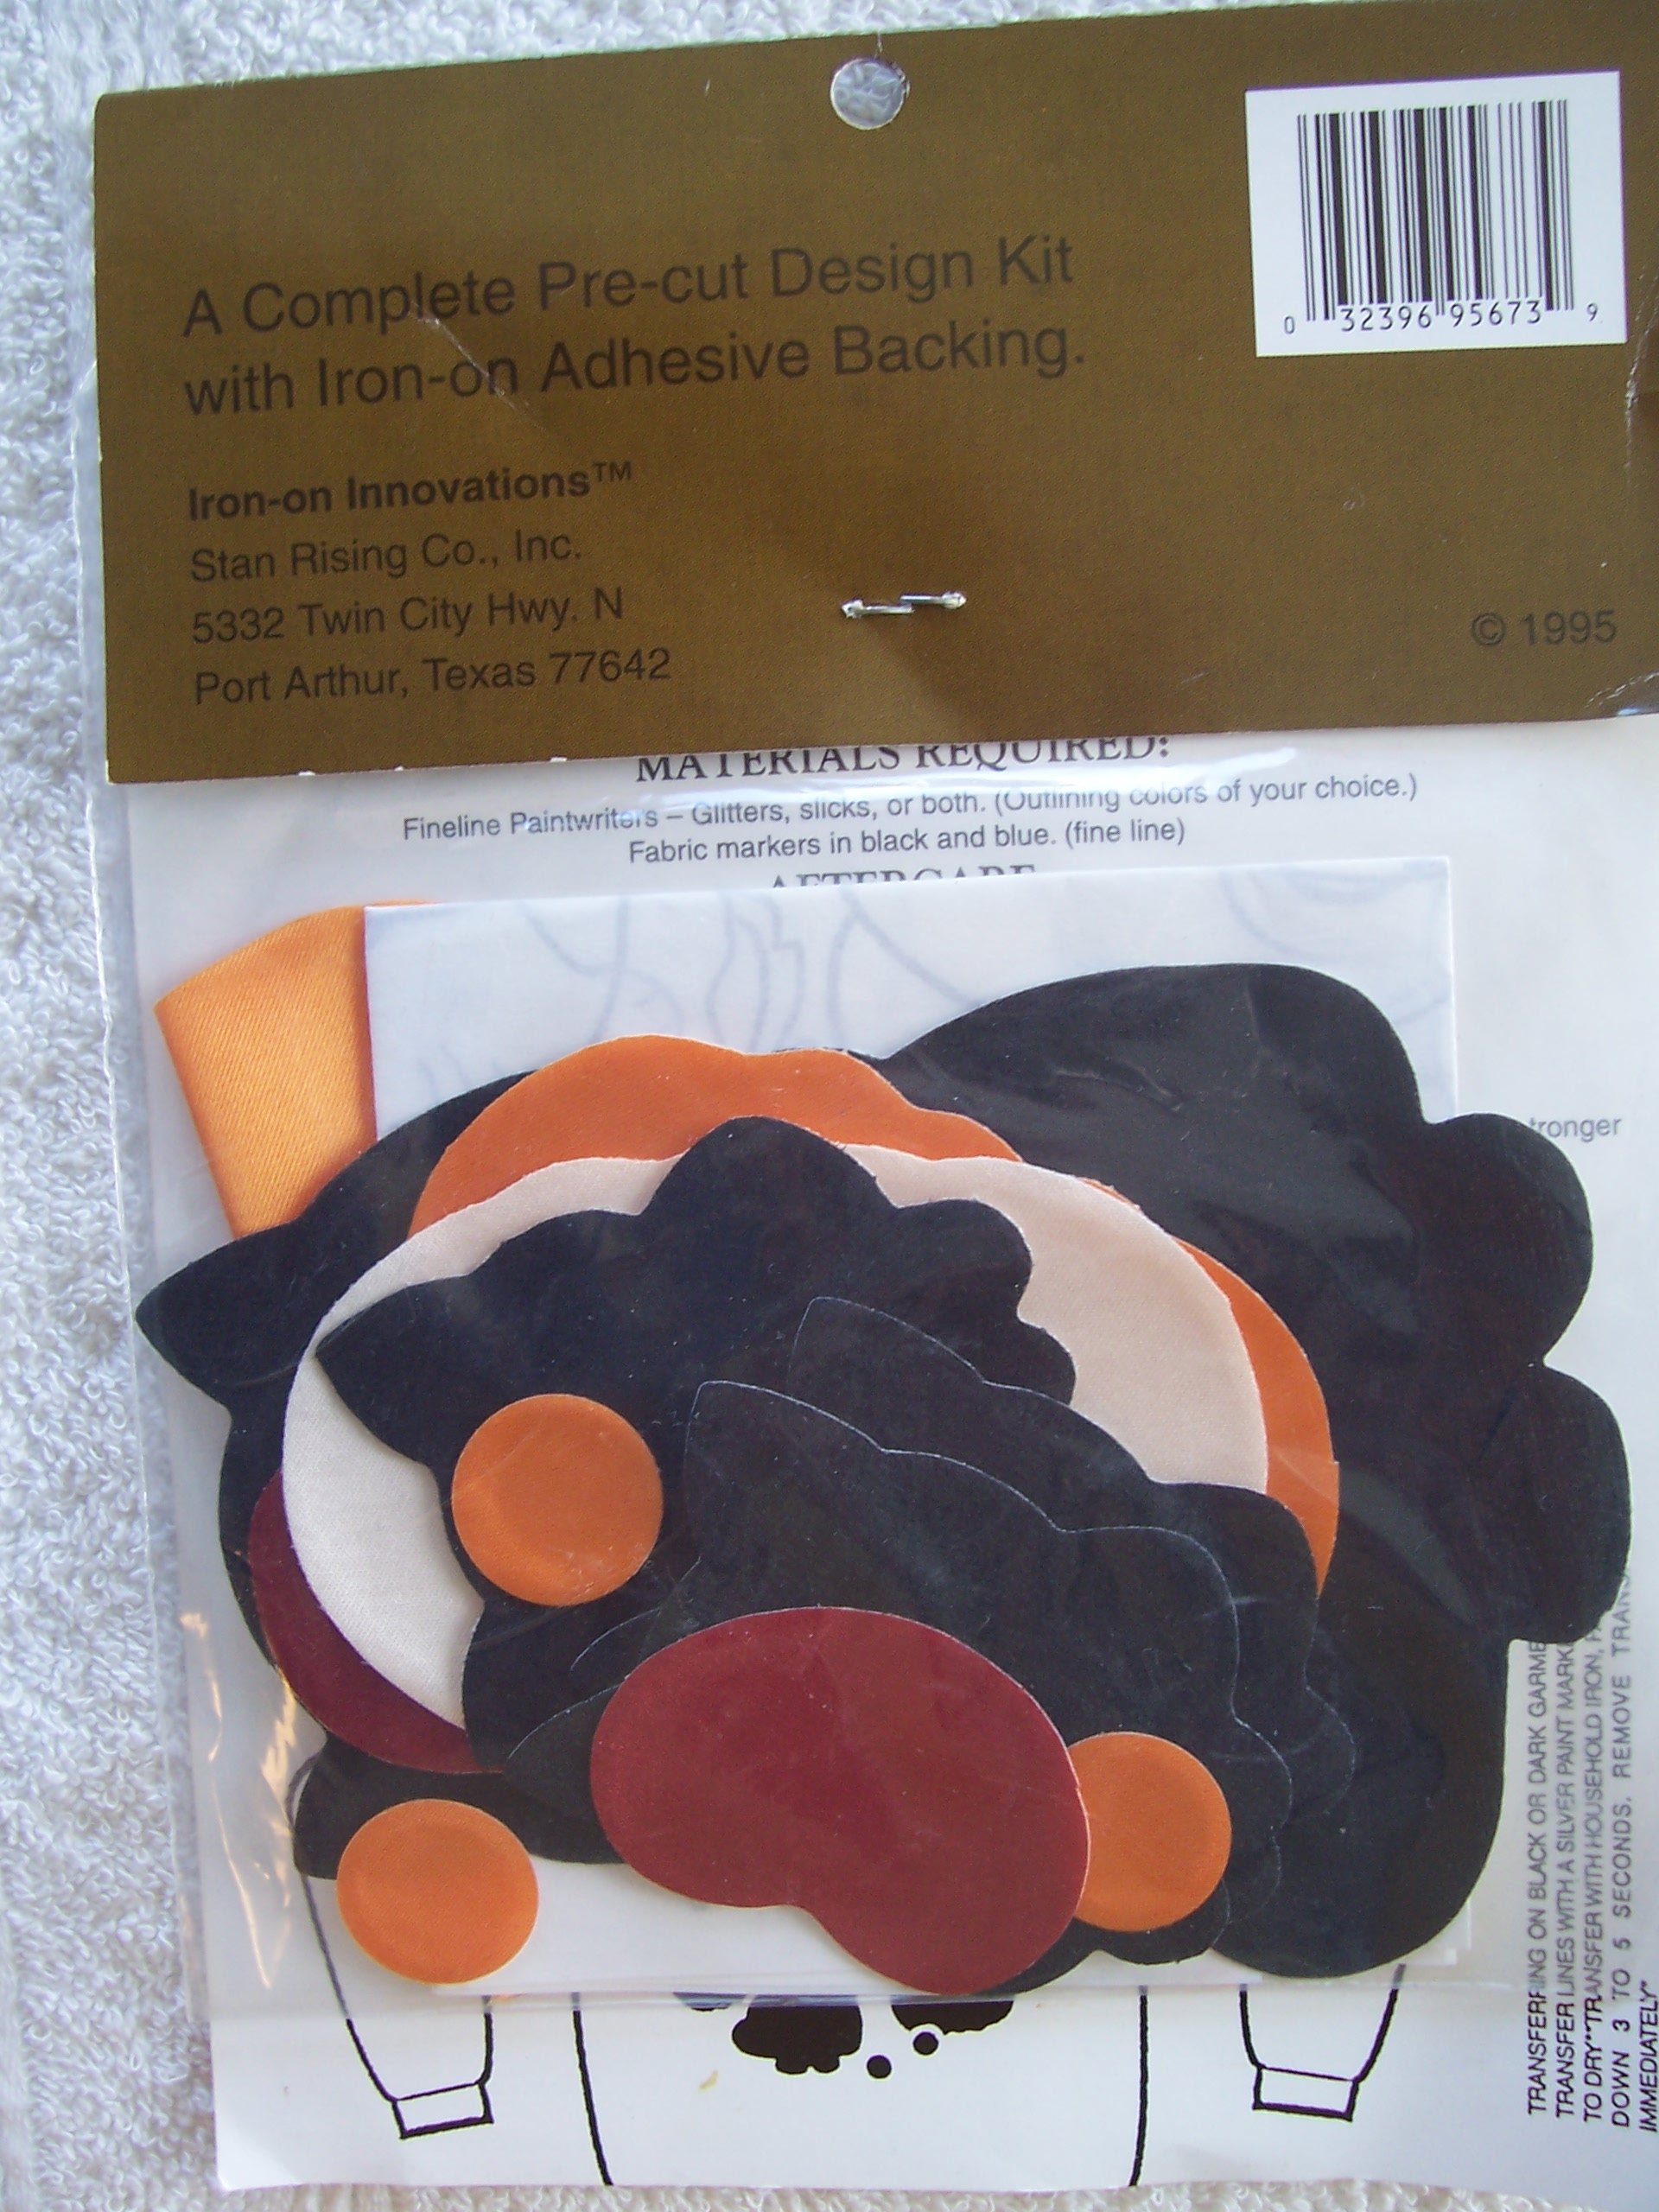 A Complete Pre-cut Design Kit
with Iron-on Adhesive Backing.
0 32396 95673 9
Iron-on Innovations™
Stan Rising Co., Inc.
5332 Twin City Hwy. N
Port Arthur, Texas 77642
© 1995
MATERIALS REQUIRED:
Fineline Paintwriters – Glitters, slicks, or both. (Outlining colors of your choice.)
Fabric markers in black and blue. (fine line)
AFTERCARE
tronger
TRANSFERRING ON BLACK OR DARK GARME
TRANSFER LINES WITH A SILVER PAINT MARK
TO DRY**TRANSFER WITH HOUSEHOLD IRON,
DOWN 3 TO 5 SECONDS. REMOVE TRANS
IMMEDIATELY*